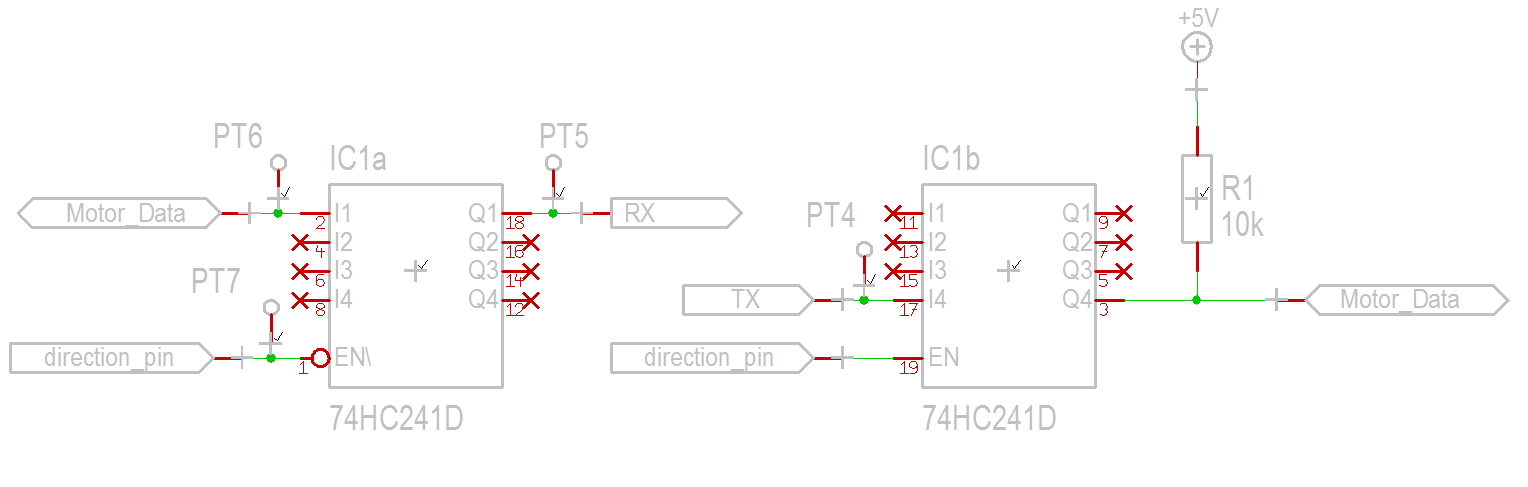 +5V
PT6
PT5
IC1a
IC1b
Motor_Data
I1
2
Q1
18
RX
PT4
I1
11
Q1
9
R1
10k
I2
4
Q2
16
I2
13
Q2
7
PT7
I3
6
Q3
14
I3
15
Q3
5
I4
8
Q4
12
TX
I4
17
Q4
3
Motor_Data
direction_pin
1
EN\
direction_pin
EN
19
74HC241D
74HC241D